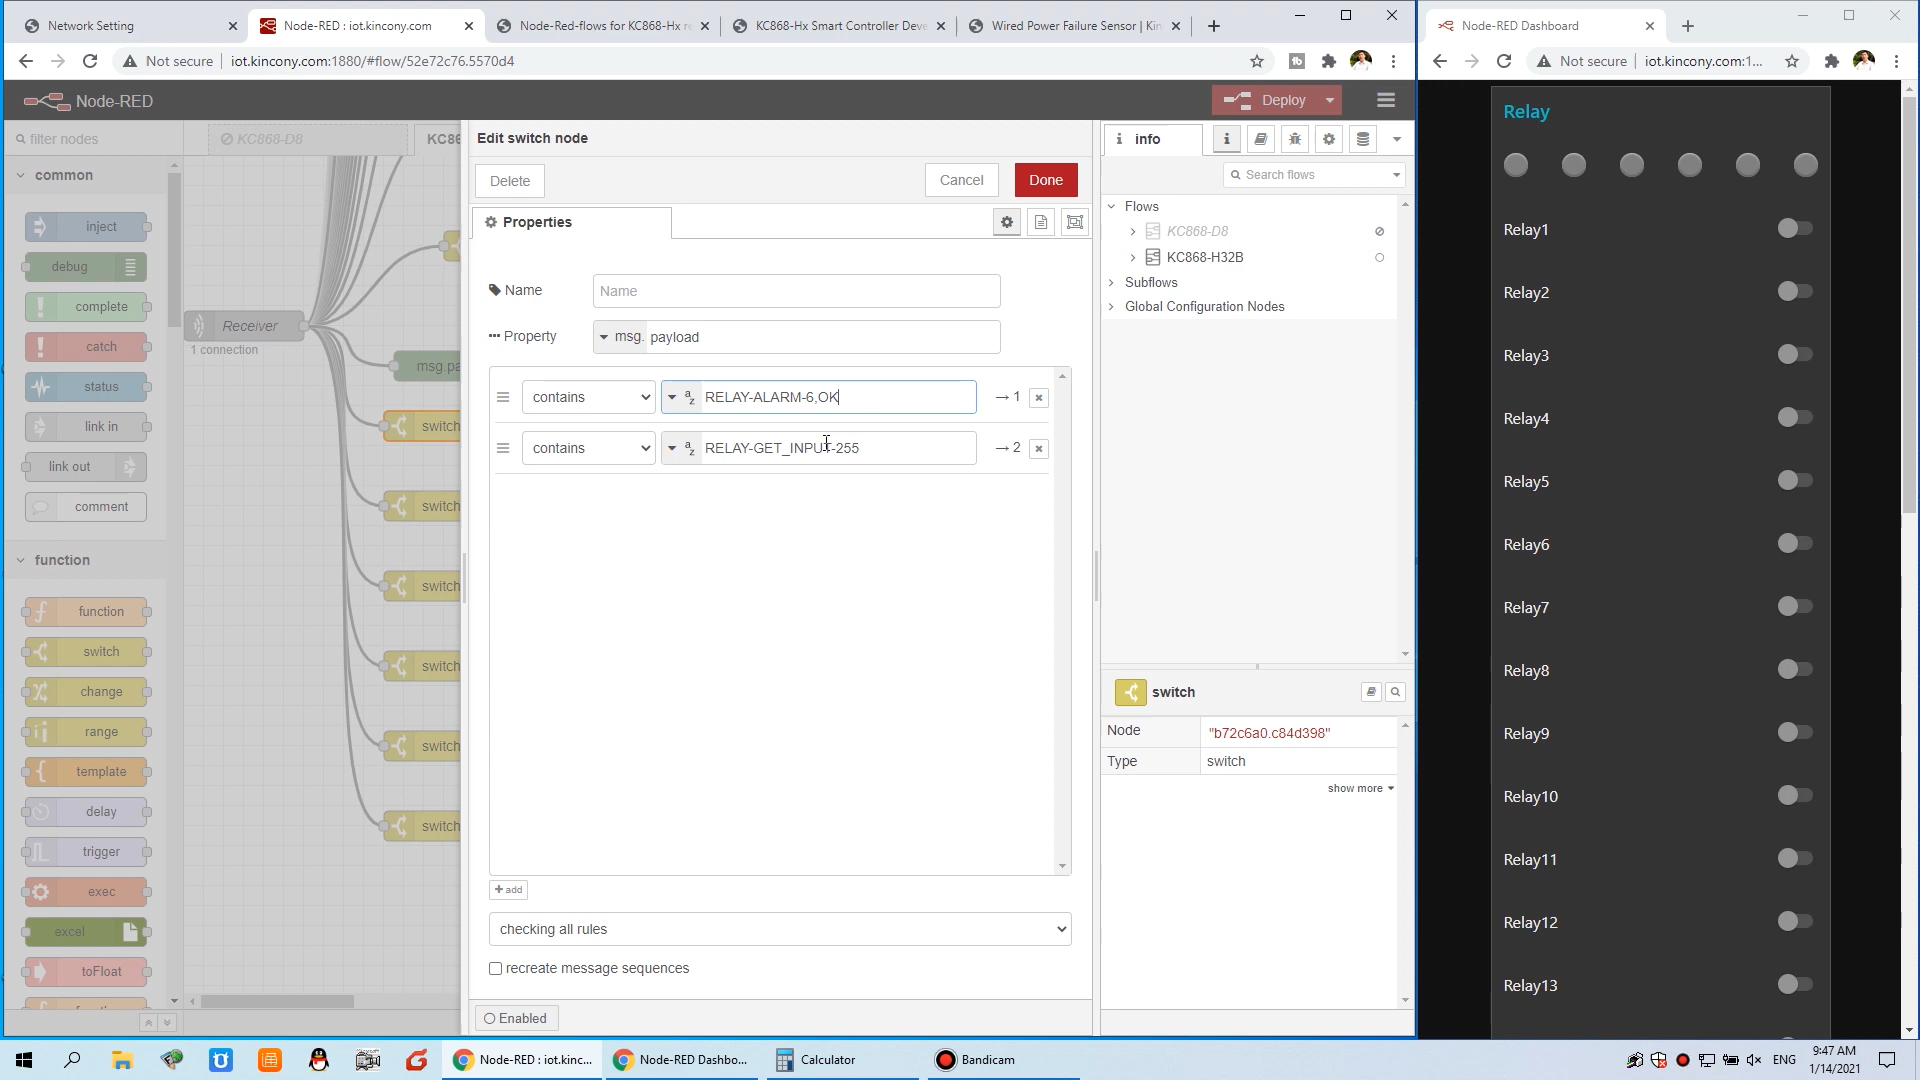 Network Setting
Node-RED : iot.kincony.com
Node-Red-flows for KC868-Hx re
KC868-Hx Smart Controller Deve
Wired Power Failure Sensor | Kin
Not secure
iot.kincony.com:1880/#flow/52e72c76.5570d4
Node-RED
Deploy
filter nodes
KC868-D8
KC86
common
inject
debug
complete
catch
status
link in
link out
comment
function
function
switch
change
range
template
delay
trigger
exec
excel
toFloat
Receiver
1 connection
msg.pa
switch
switch
switch
switch
switch
switch
Edit switch node
Delete
Cancel
Done
Properties
Name
Name
Property
msg. payload
contains
RELAY-ALARM-6,OK
→ 1
contains
RELAY-GET_INPUT-255
→ 2
+ add
checking all rules
recreate message sequences
Enabled
info
Search flows
Flows
KC868-D8
KC868-H32B
Subflows
Global Configuration Nodes
switch
Node
"b72c6a0.c84d398"
Type
switch
show more
Node-RED Dashboard
Not secure
iot.kincony.com:1...
Relay
Relay1
Relay2
Relay3
Relay4
Relay5
Relay6
Relay7
Relay8
Relay9
Relay10
Relay11
Relay12
Relay13
Node-RED : iot.kinc...
Node-RED Dashbo...
Calculator
Bandicam
ENG
9:47 AM
1/14/2021